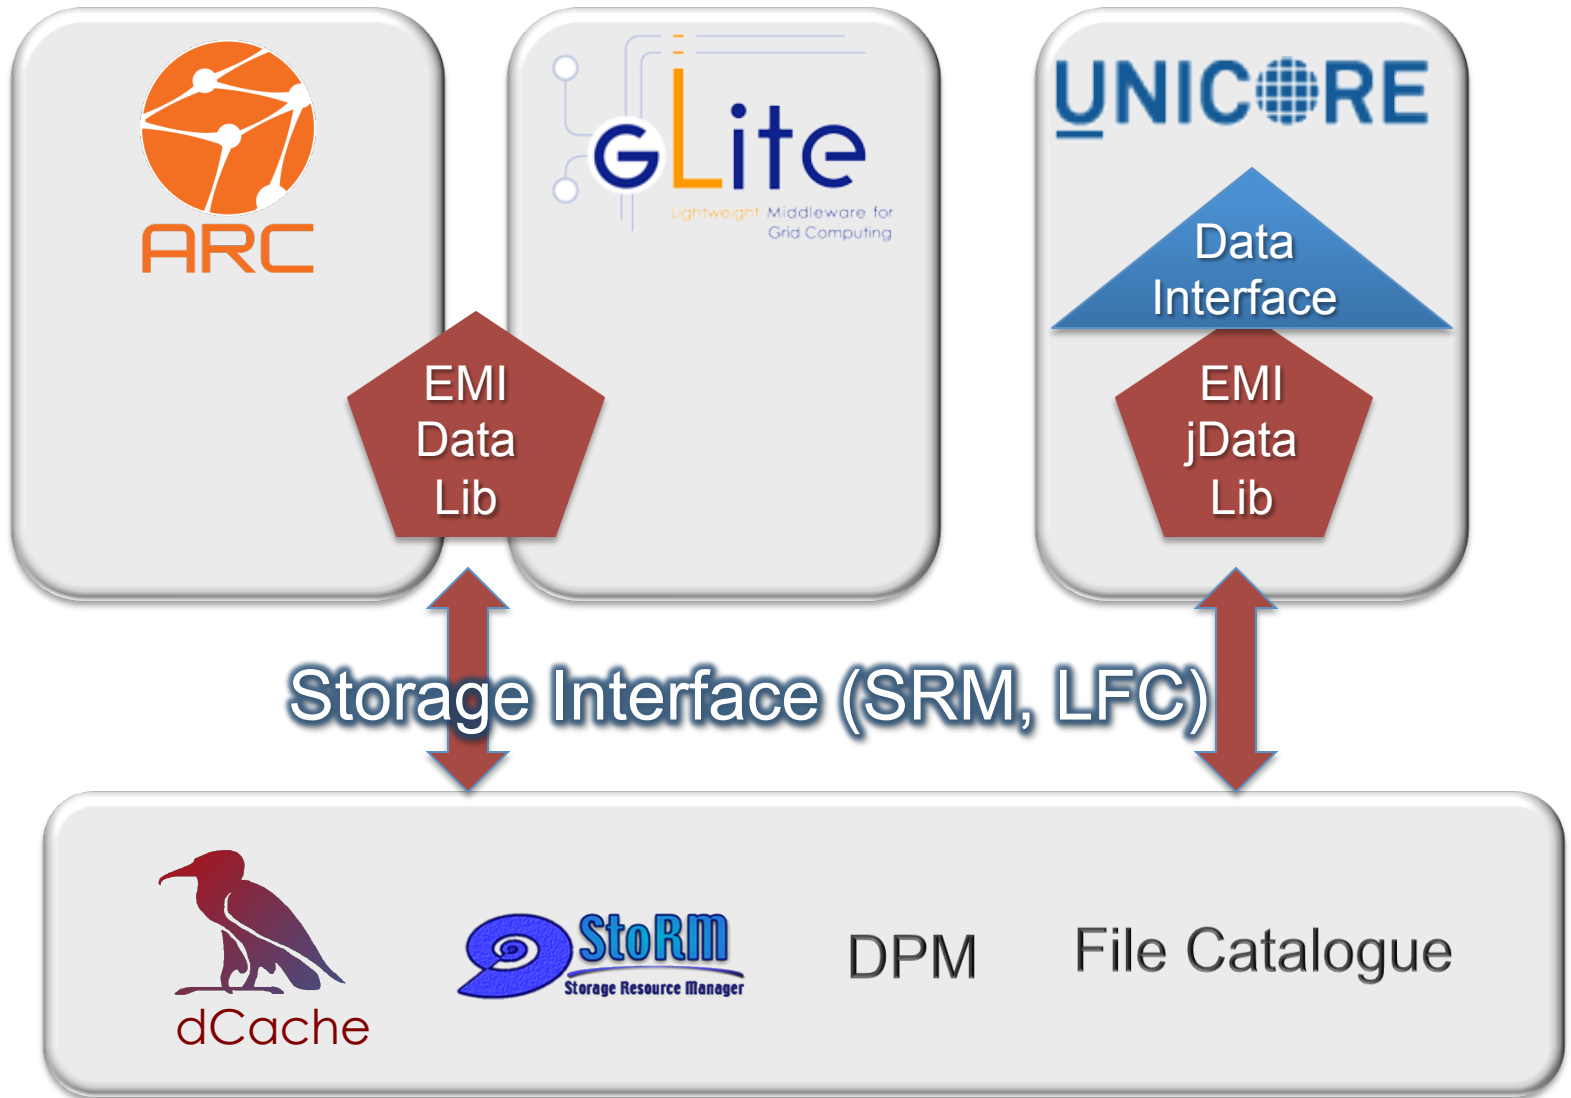 ARC
gLite
Lightweight Middleware for
Grid Computing
UNICORE
Data
Interface
EMI
Data
Lib
EMI
jData
Lib
Storage Interface (SRM, LFC)
dCache
StoRM
Storage Resource Manager
DPM
File Catalogue